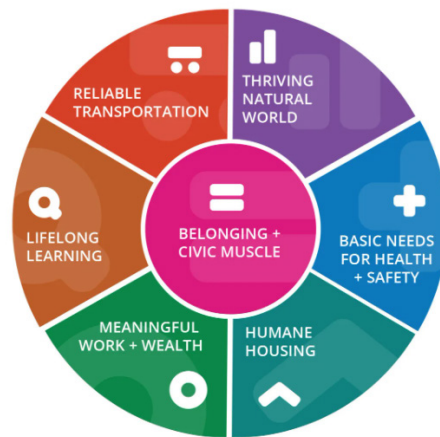 RELIABLE
TRANSPORTATION
THRIVING
NATURAL
WORLD
LIFELONG
LEARNING
BELONGING +
CIVIC MUSCLE
BASIC NEEDS
FOR HEALTH
+ SAFETY
MEANINGFUL
WORK + WEALTH
HUMANE
HOUSING